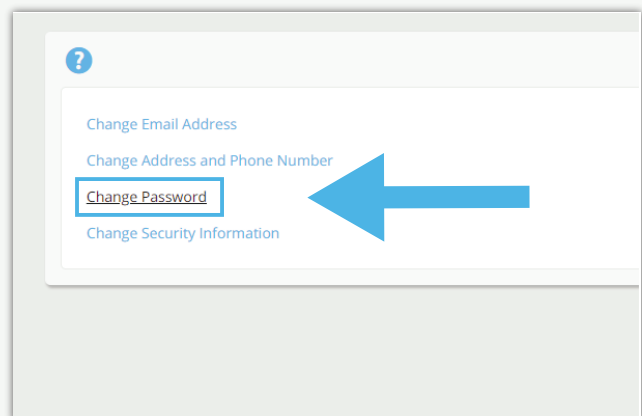 ?
Change Email Address
Change Address and Phone Number
Change Password
Change Security Information